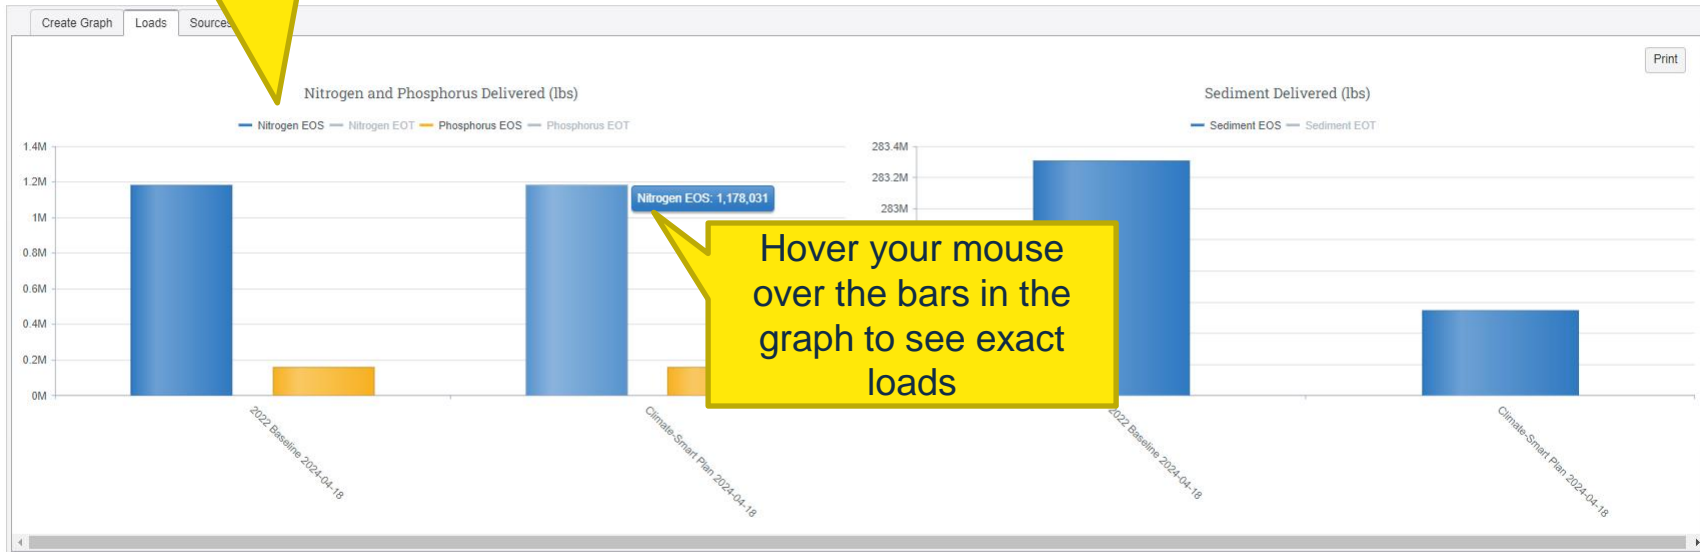 Create Graph
Loads
Sources
Print
Nitrogen and Phosphorus Delivered (lbs)
Nitrogen EOS
Nitrogen EOT
Phosphorus EOS
Phosphorus EOT
1.4M
1.2M
1M
0.8M
0.6M
0.4M
0.2M
0M
Nitrogen EOS: 1,178,031
2022 Baseline 2024-04-18
Climate-Smart Plan 2024-04-18
Hover your mouse
over the bars in the
graph to see exact
loads
Sediment Delivered (lbs)
Sediment EOS
Sediment EOT
283.4M
283.2M
283M
2022 Baseline 2024-04-18
Climate-Smart Plan 2024-04-18